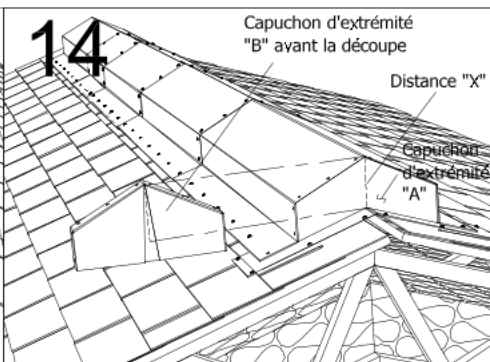 14
Capuchon d'extrémité
"B" avant la découpe
Distance "X"
Capuchon
d'extrémité
"A"